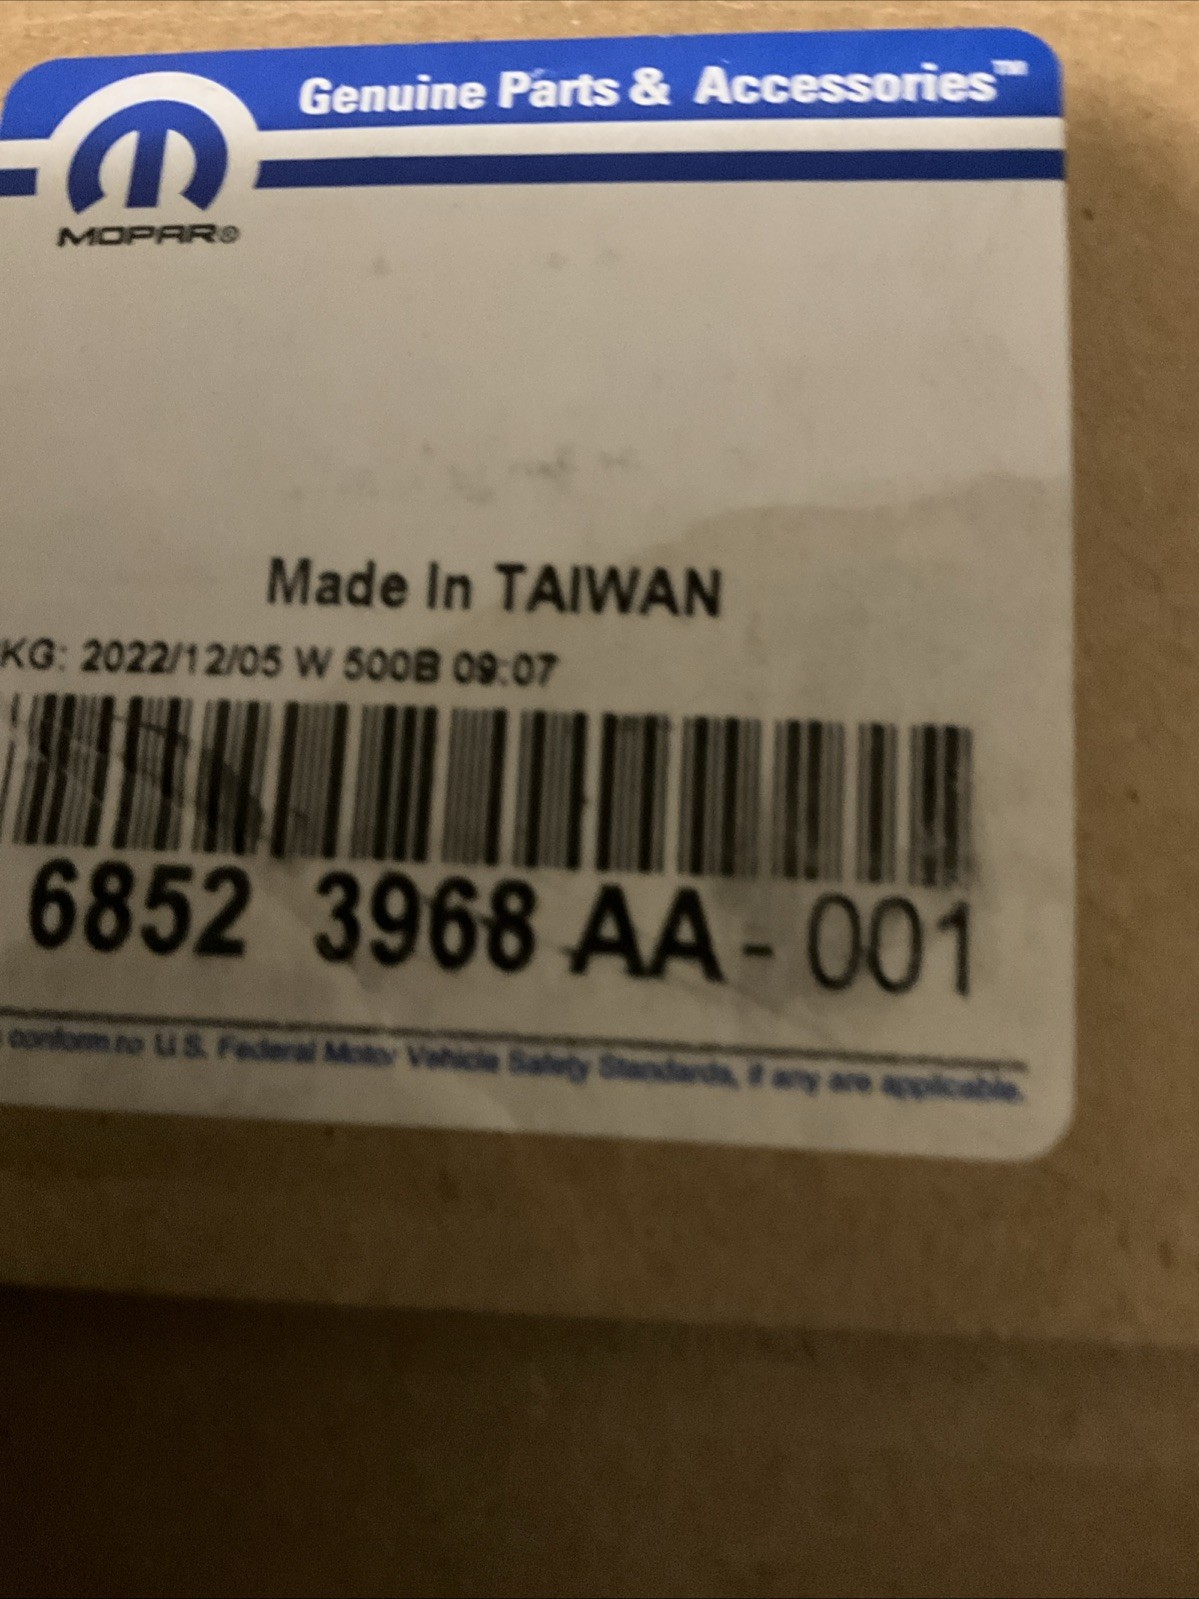 Genuine Parts & Accessories™
MOPAR®
Made In TAIWAN
KG: 2022/12/05 W 500B 09:07
6852 3968 AA - 001
conform to U.S. Federal Motor Vehicle Safety Standards, if any are applicable.